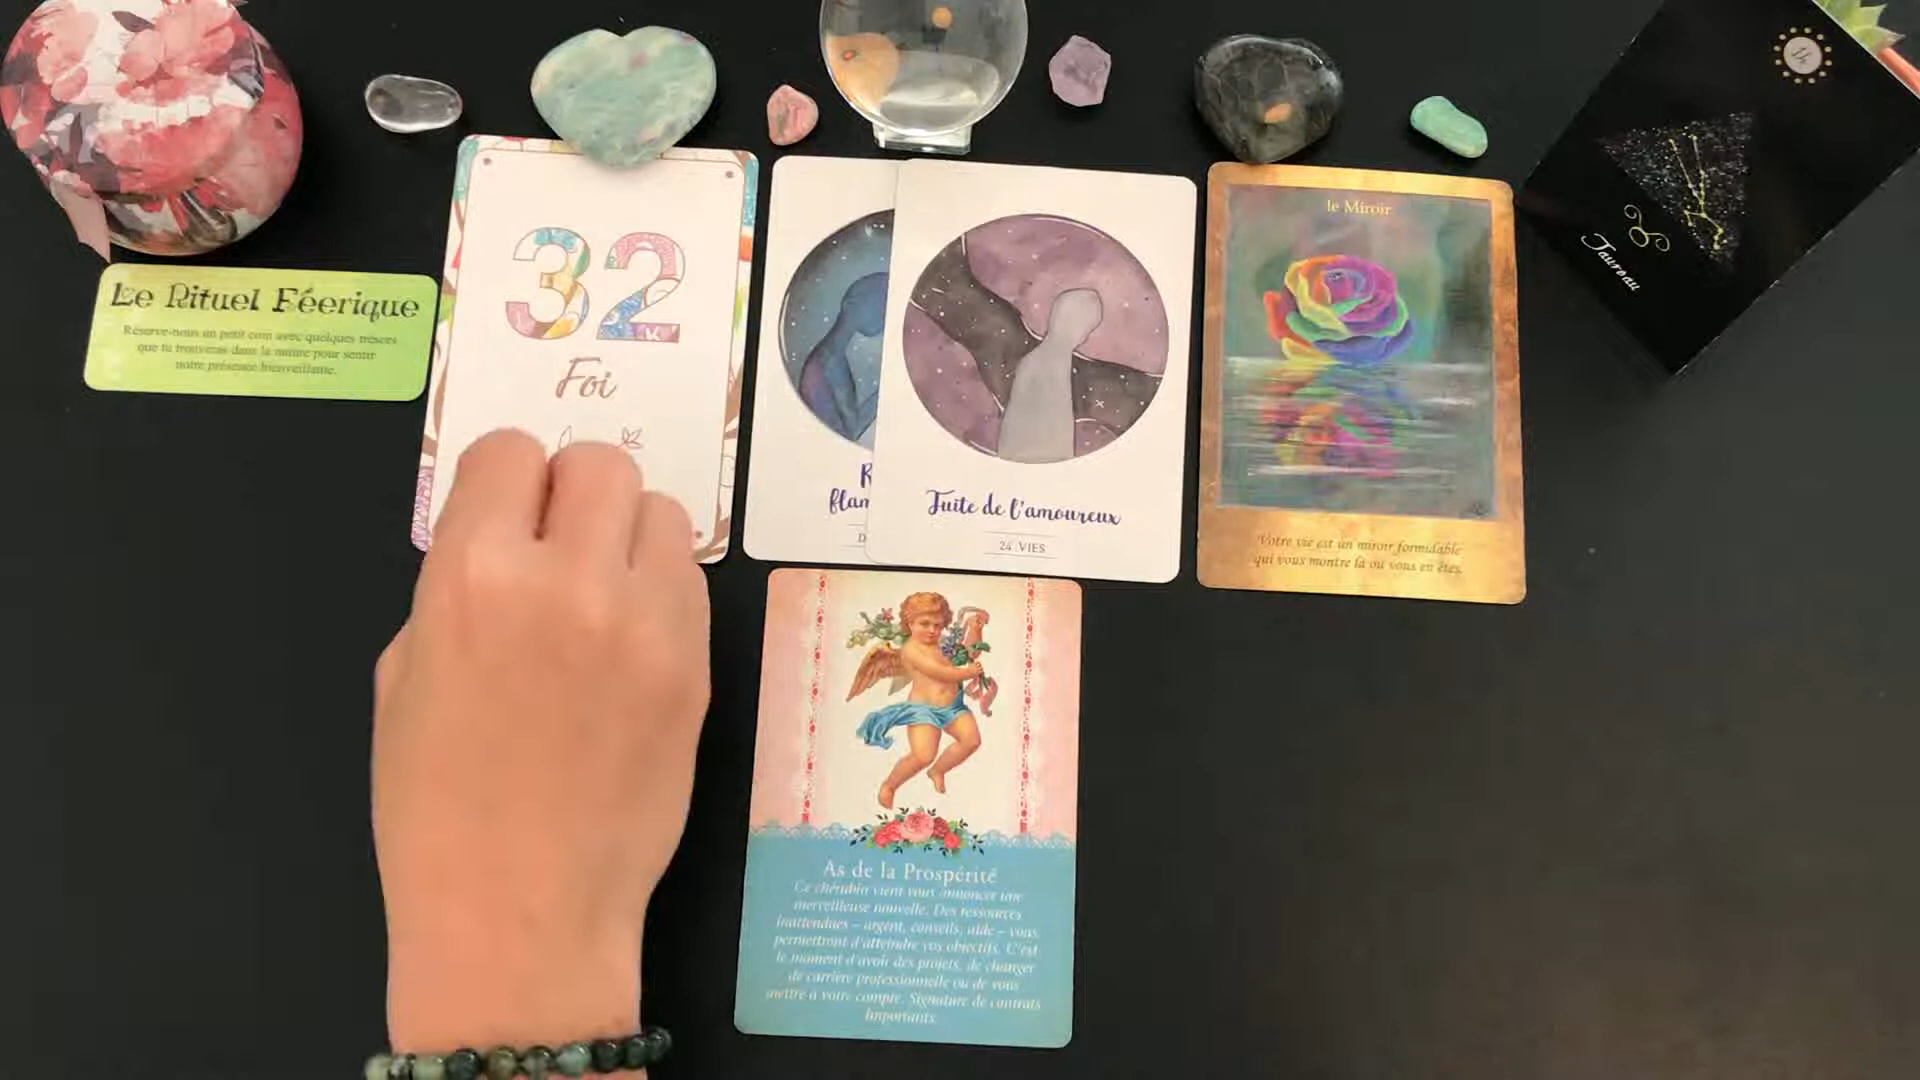 Le Rituel Féerique
Réserve-nous un petit coin avec quelques trésors
que tu trouveras dans la nature pour sentir
notre présence bienveillante.
32
Foi
R
flam
D
Fuite de l'amoureux
24 .VIES
le Miroir
Votre vie est un miroir formidable
qui vous montre là où vous en êtes.
Taureau
As de la Prospérité
Ce chérubin vient vous annoncer une
merveilleuse nouvelle. Des ressources
inattendues – argent, conseils, aide – vous
permettront d'atteindre vos objectifs. C'est
le moment d'avoir des projets, de changer
de carrière professionnelle ou de vous
mettre à votre compte. Signature de contrats
importants.